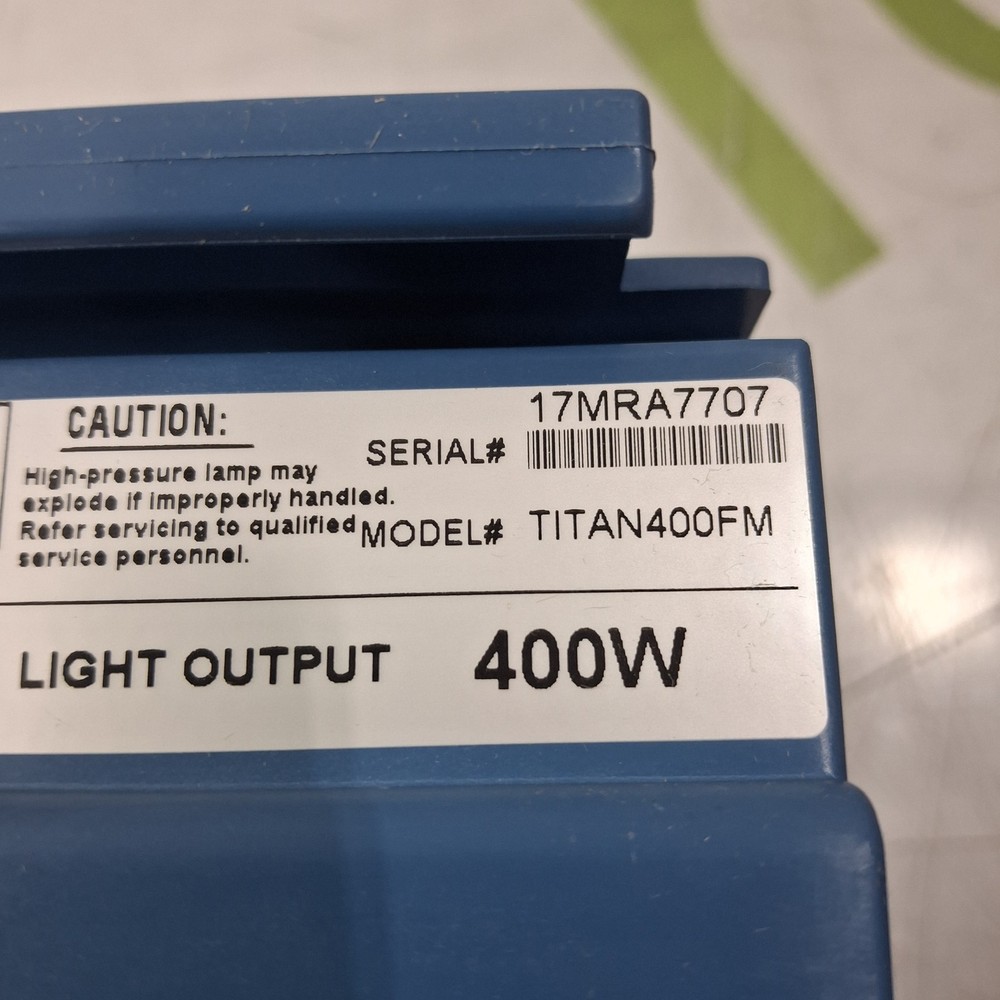 CAUTION:
High-pressure lamp may
explode if improperly handled.
Refer servicing to qualified
service personnel.
17MRA7707
SERIAL#
MODEL# TITAN400FM
LIGHT OUTPUT 400W